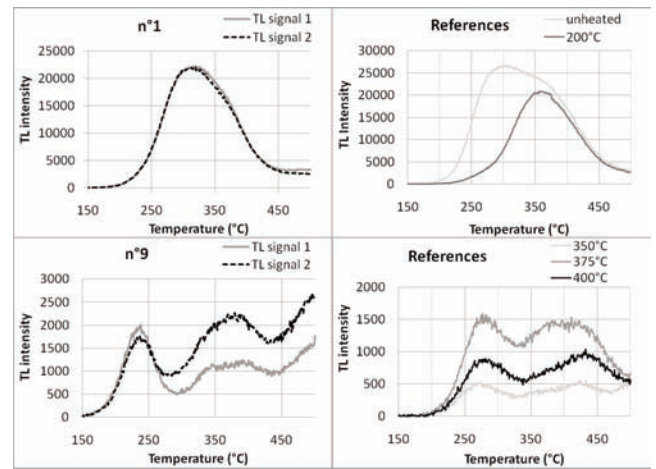 n°1
TL signal 1
TL signal 2
TL intensity
25000
20000
15000
10000
5000
0
150
250
350
450
Temperature (°C)
References
unheated
200°C
TL Intensity
30000
25000
20000
15000
10000
5000
0
150
250
350
450
Temperature (°C)
n°9
TL signal 1
TL signal 2
TL intensity
3000
2500
2000
1500
1000
500
0
150
250
350
450
Temperature (°C)
References
350°C
375°C
400°C
TL intensity
2000
1500
1000
500
0
150
250
350
450
Temperature (°C)